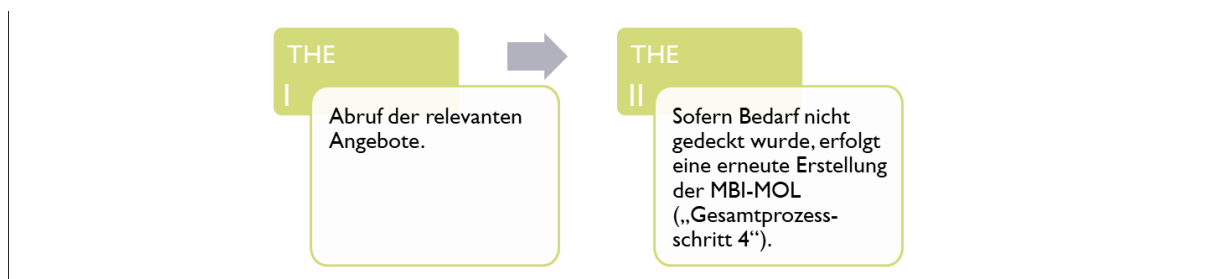 THE
I
Abruf der relevanten
Angebote.
THE
II
Sofern Bedarf nicht
gedeckt wurde, erfolgt
eine erneute Erstellung
der MBI-MOL
(„Gesamtprozess-
schritt 4“).